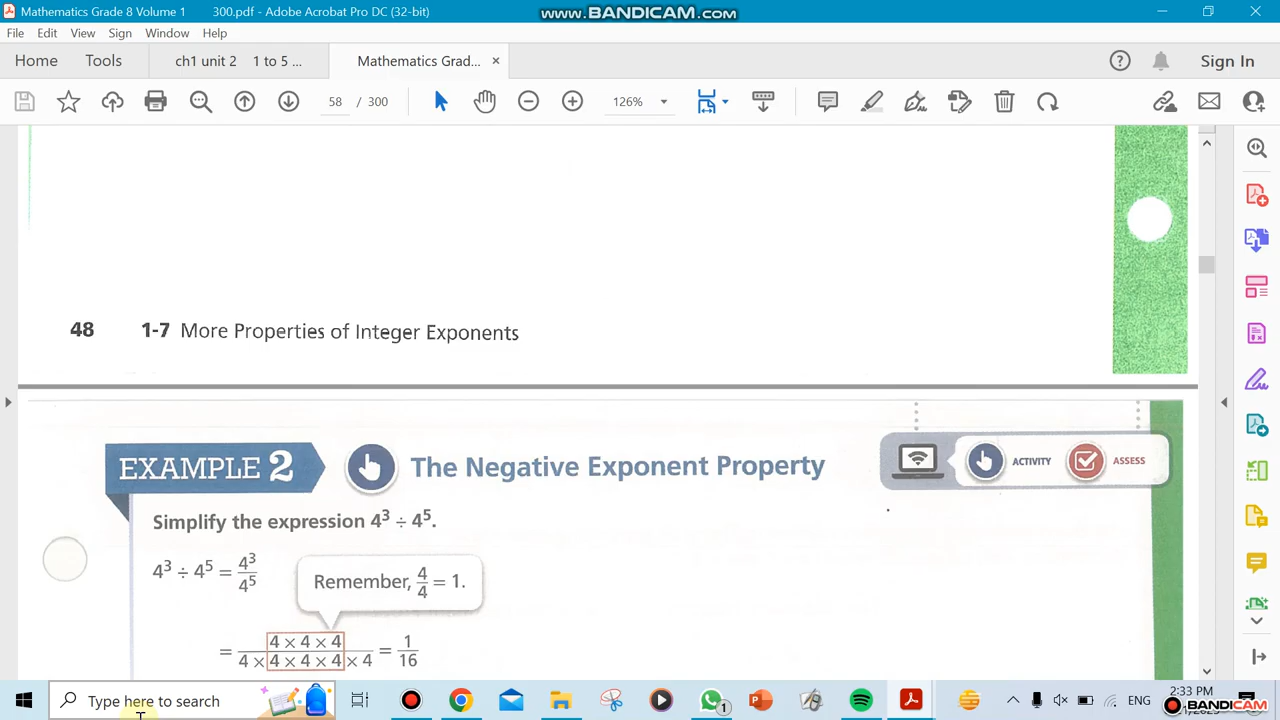 Mathematics Grade 8 Volume 1 300.pdf - Adobe Acrobat Pro DC (32-bit)
www.BANDICAM.com
File Edit View Sign Window Help
Home Tools ch1 unit 2 1 to 5 ... Mathematics Grad... × Sign In
58 / 300 126%
48 1-7 More Properties of Integer Exponents
EXAMPLE 2 The Negative Exponent Property ACTIVITY ASSESS
Simplify the expression 4³ ÷ 4⁵.
4³ ÷ 4⁵ = 4³/4⁵
Remember, 4/4 = 1.
= 4 × 4 × 4 / 4 × 4 × 4 × 4 × 4 = 1/16
Type here to search 1 ENG 2:33 PM
BANDICAM